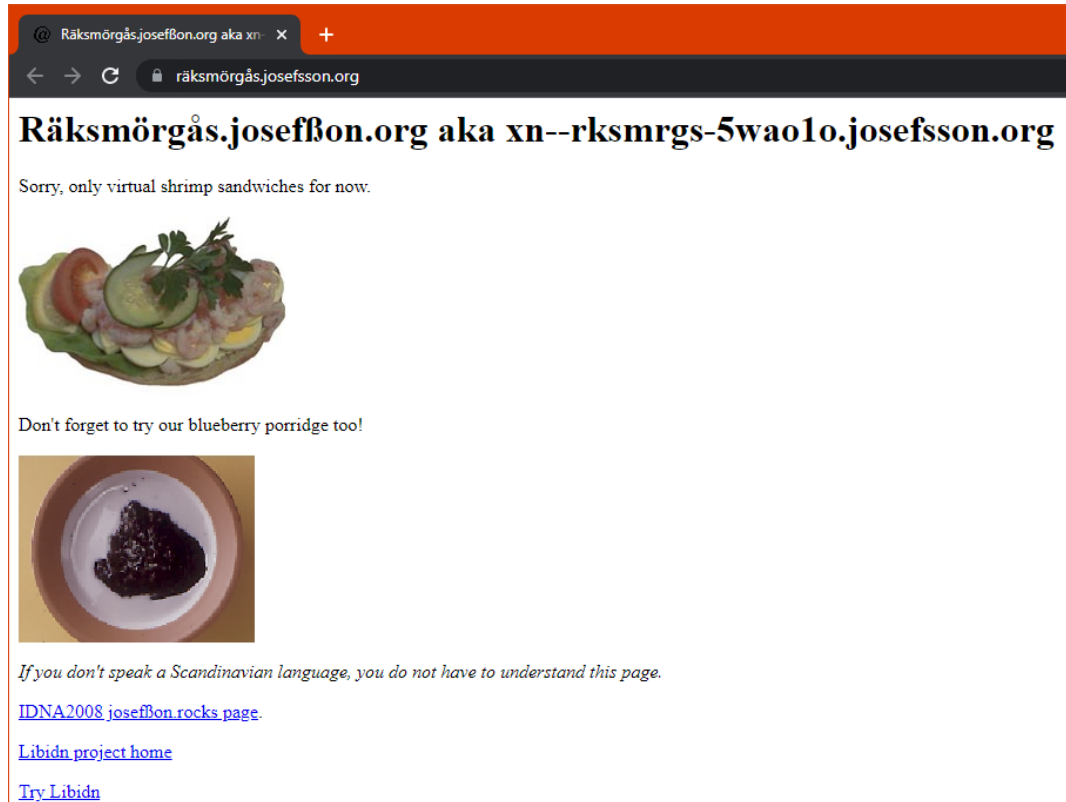 Räksmörgås.josefßon.org aka xn-
räksmörgås.josefsson.org
Räksmörgås.josefßon.org aka xn--rksmrgs-5wao1o.josefsson.org
Sorry, only virtual shrimp sandwiches for now.
Don't forget to try our blueberry porridge too!
If you don't speak a Scandinavian language, you do not have to understand this page.
IDNA2008 josefßon.rocks page.
Libidn project home
Try Libidn